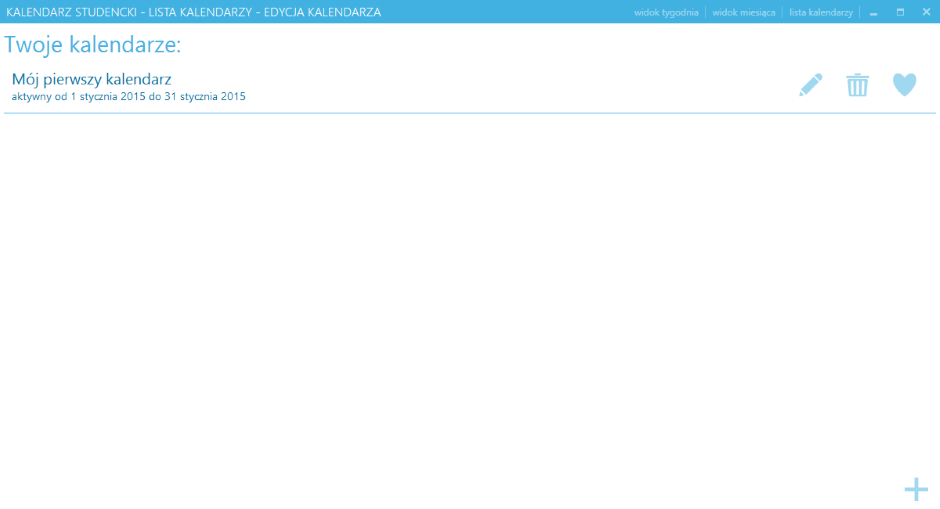 KALENDARZ STUDENCKI - LISTA KALENDARZY - EDYCJA KALENDARZA
widok tygodnia | widok miesiąca | lista kalendarzy |
Twoje kalendarze:
Mój pierwszy kalendarz
aktywny od 1 stycznia 2015 do 31 stycznia 2015